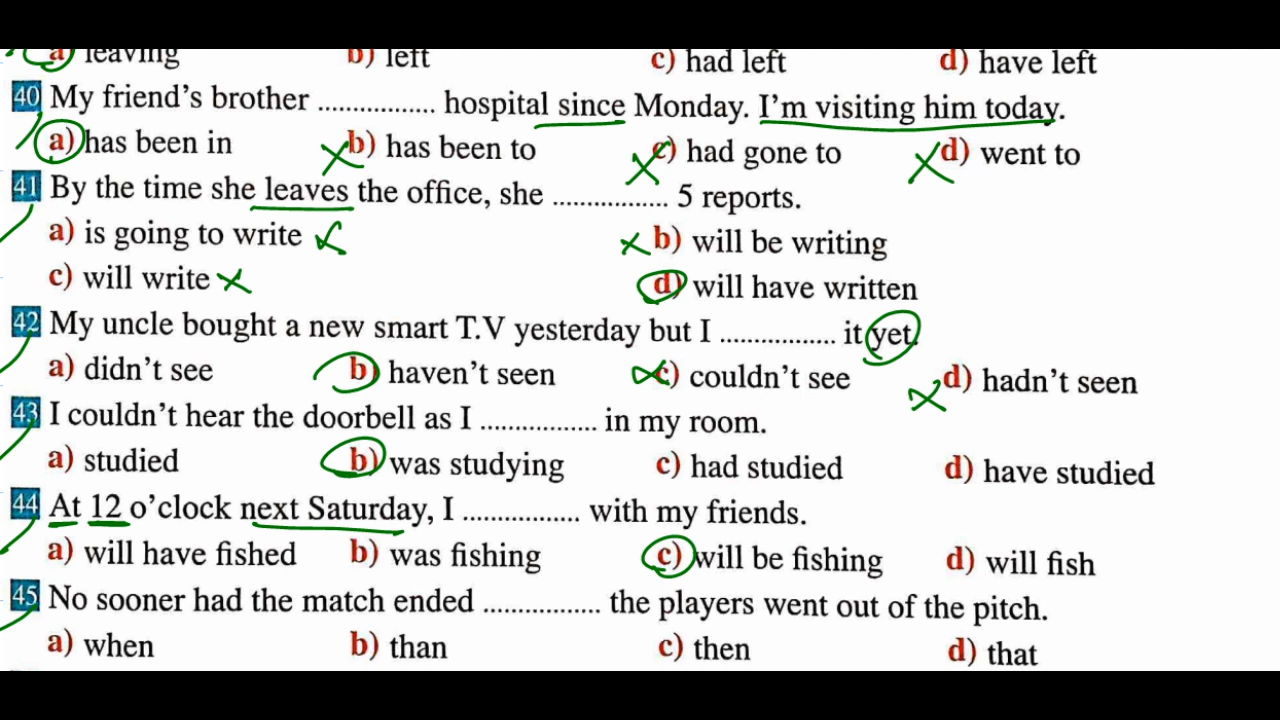 a) leaving b) left c) had left d) have left
40 My friend's brother ................. hospital since Monday. I'm visiting him today.
a) has been in b) has been to c) had gone to d) went to
41 By the time she leaves the office, she ................. 5 reports.
a) is going to write b) will be writing
c) will write d) will have written
42 My uncle bought a new smart T.V yesterday but I ................. it yet.
a) didn't see b) haven't seen c) couldn't see d) hadn't seen
43 I couldn't hear the doorbell as I ................. in my room.
a) studied b) was studying c) had studied d) have studied
44 At 12 o'clock next Saturday, I ................. with my friends.
a) will have fished b) was fishing c) will be fishing d) will fish
45 No sooner had the match ended ................. the players went out of the pitch.
a) when b) than c) then d) that